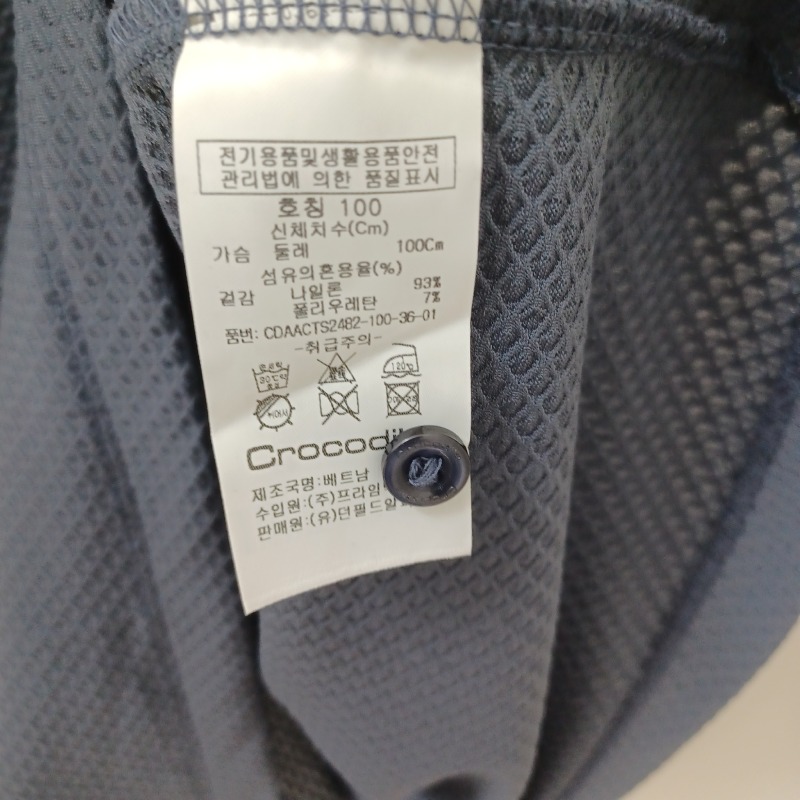 전기용품및생활용품안전
관리법에 의한 품질표시
호칭 100
신체치수(Cm)
가슴 둘레 100Cm
섬유의혼용율(%)
겉감 나일론 93%
폴리우레탄 7%
품번: CDAACTS2482-100-36-01
-취급주의-
30℃
120℃
제조국명:베트남
수입원:(주)프라임
판매원:(유)던필드알